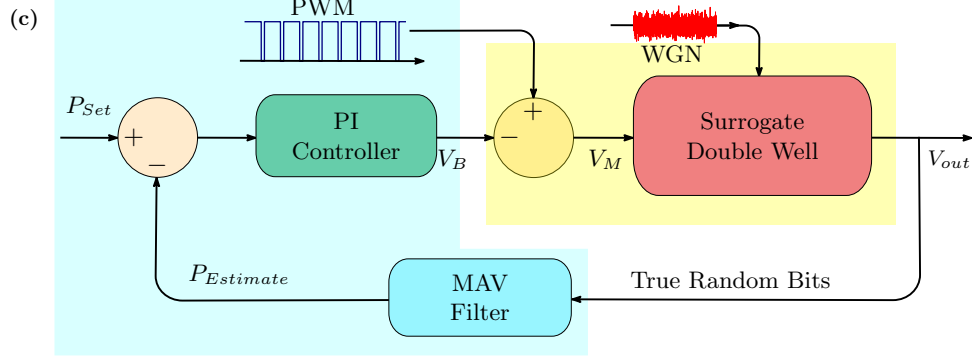 (c)
PWM
WGN
P_Set
+
−
PI
Controller
V_B
−
+
V_M
Surrogate
Double Well
V_out
P_Estimate
MAV
Filter
True Random Bits